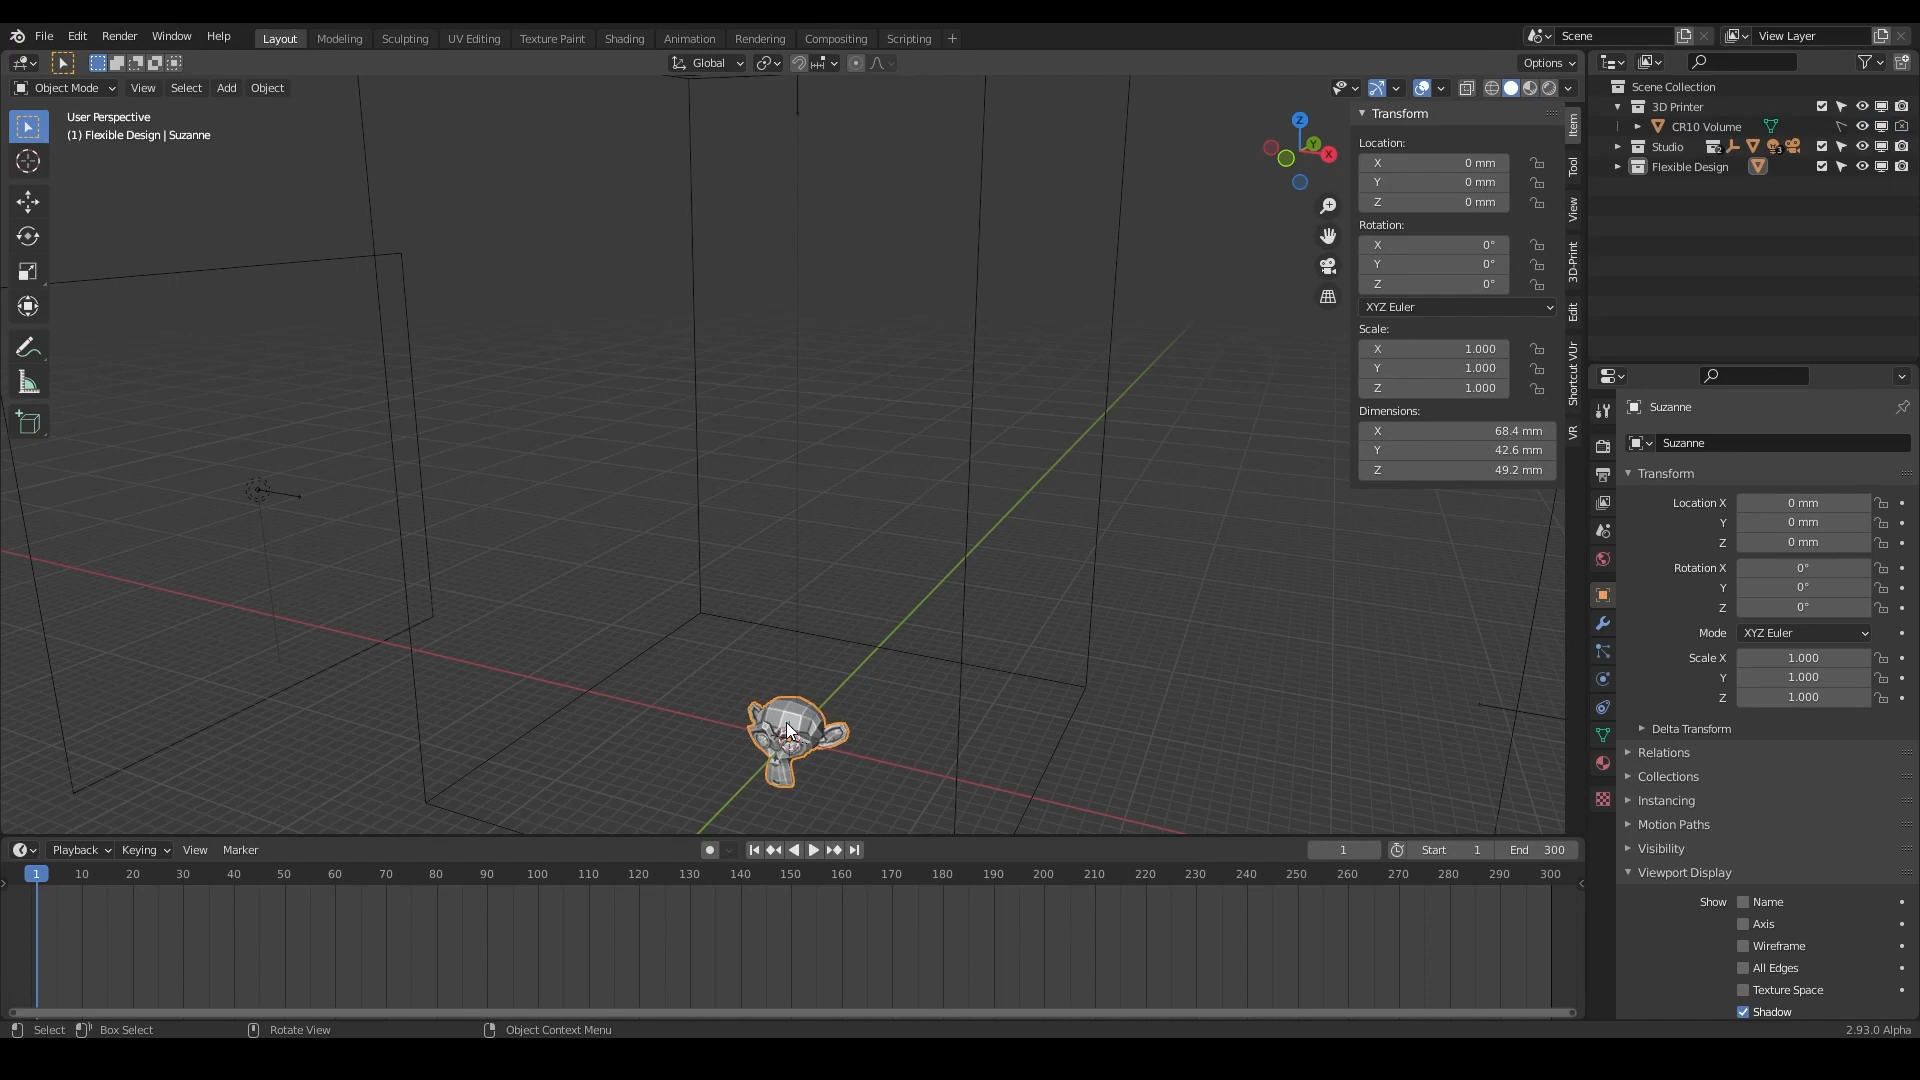 File Edit Render Window Help Layout Modeling Sculpting UV Editing Texture Paint Shading Animation Rendering Compositing Scripting + Scene View Layer
Global Options
Object Mode View Select Add Object
User Perspective
(1) Flexible Design | Suzanne
Z
Y
X
Transform
Location:
X 0 mm
Y 0 mm
Z 0 mm
Rotation:
X 0°
Y 0°
Z 0°
XYZ Euler
Scale:
X 1.000
Y 1.000
Z 1.000
Dimensions:
X 68.4 mm
Y 42.6 mm
Z 49.2 mm
Item
Tool
View
3D-Print
Edit
Shortcut VUr
VR
Scene Collection
3D Printer
CR10 Volume
Studio 2 3
Flexible Design
Suzanne
Suzanne
Transform
Location X 0 mm
Y 0 mm
Z 0 mm
Rotation X 0°
Y 0°
Z 0°
Mode XYZ Euler
Scale X 1.000
Y 1.000
Z 1.000
Delta Transform
Relations
Collections
Instancing
Motion Paths
Visibility
Viewport Display
Show Name
Axis
Wireframe
All Edges
Texture Space
Shadow
Playback Keying View Marker 1 Start 1 End 300
1 10 20 30 40 50 60 70 80 90 100 110 120 130 140 150 160 170 180 190 200 210 220 230 240 250 260 270 280 290 300
Select Box Select Rotate View Object Context Menu 2.93.0 Alpha